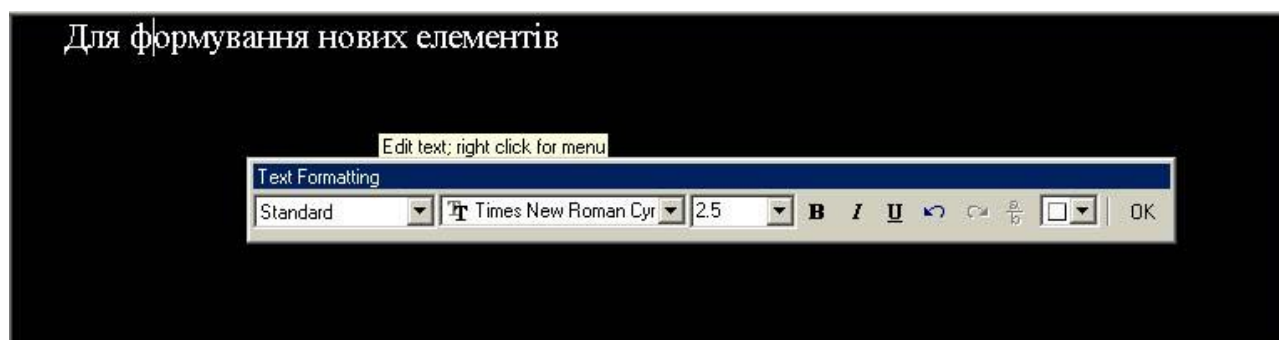 Для формування нових елементів
Edit text; right click for menu
Text Formatting
Standard Times New Roman Cyr 2.5 B I U a/b OK